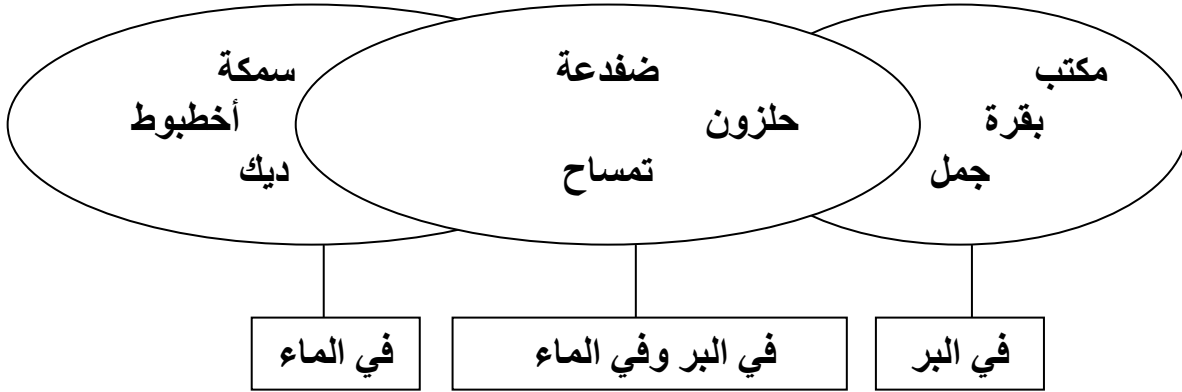 مكتب
بقرة
جمل
ضفدعة
حلزون
تمساح
سمكة
أخطبوط
ديك
في البر
في البر وفي الماء
في الماء